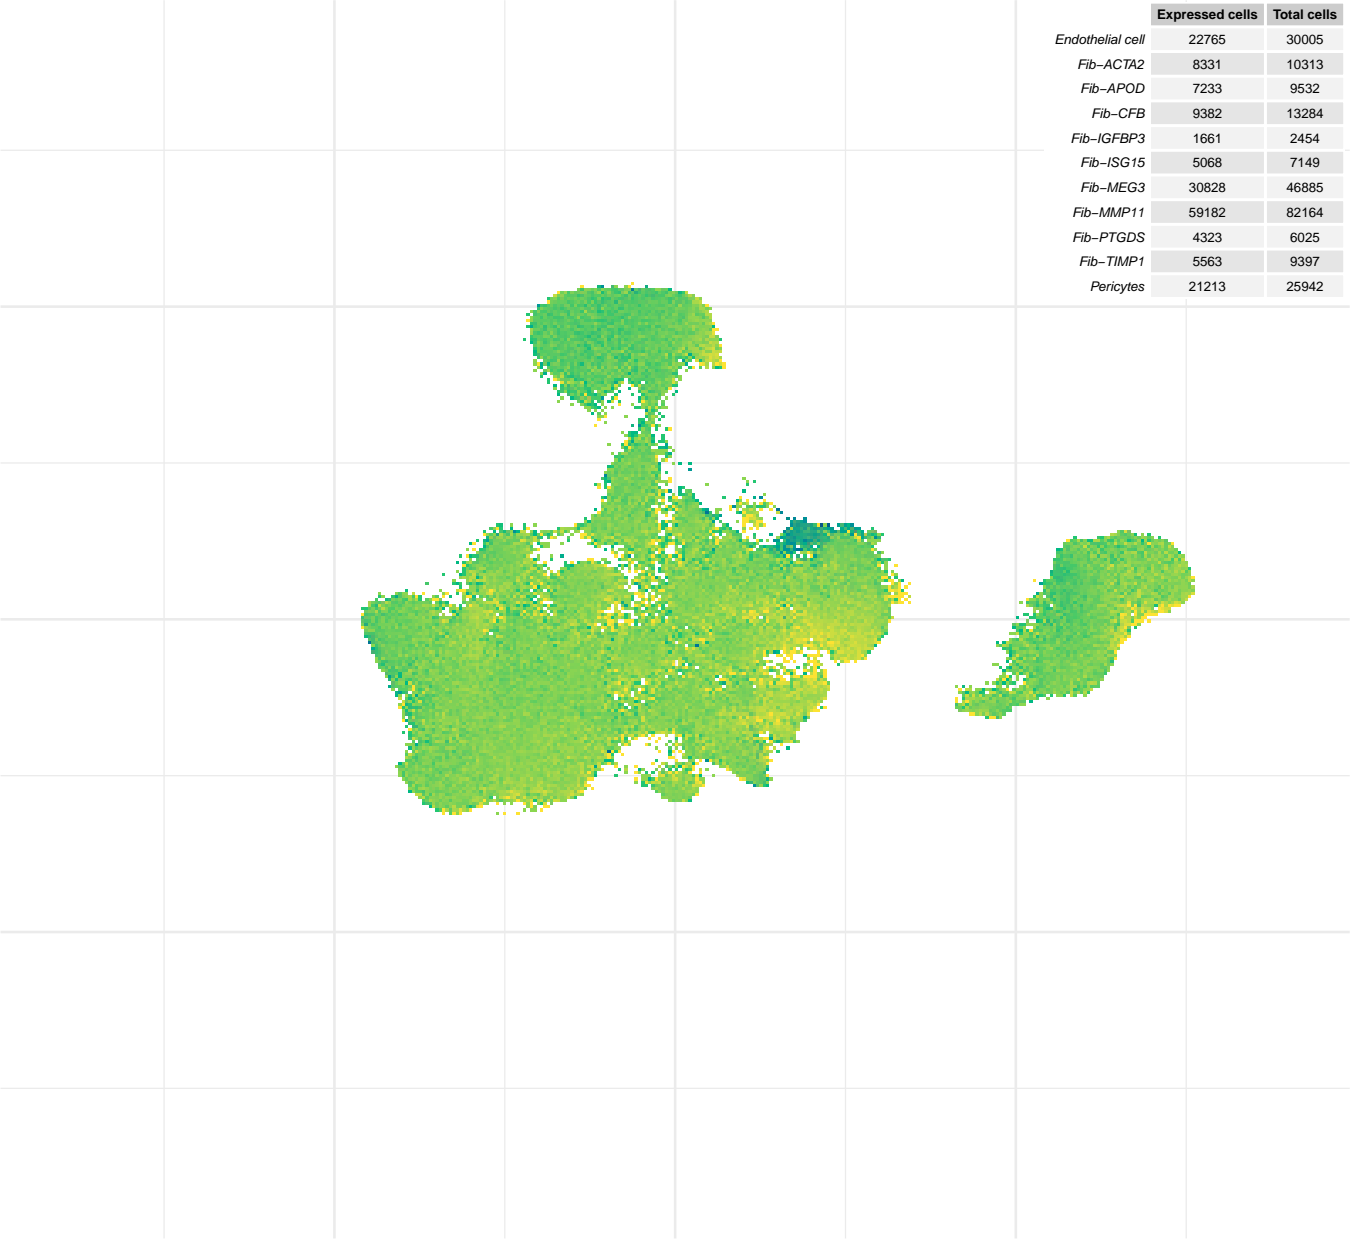 Expressed cells Total cells
Endothelial cell 22765 30005
Fib−ACTA2 8331 10313
Fib−APOD 7233 9532
Fib−CFB 9382 13284
Fib−IGFBP3 1661 2454
Fib−ISG15 5068 7149
Fib−MEG3 30828 46885
Fib−MMP11 59182 82164
Fib−PTGDS 4323 6025
Fib−TIMP1 5563 9397
Pericytes 21213 25942